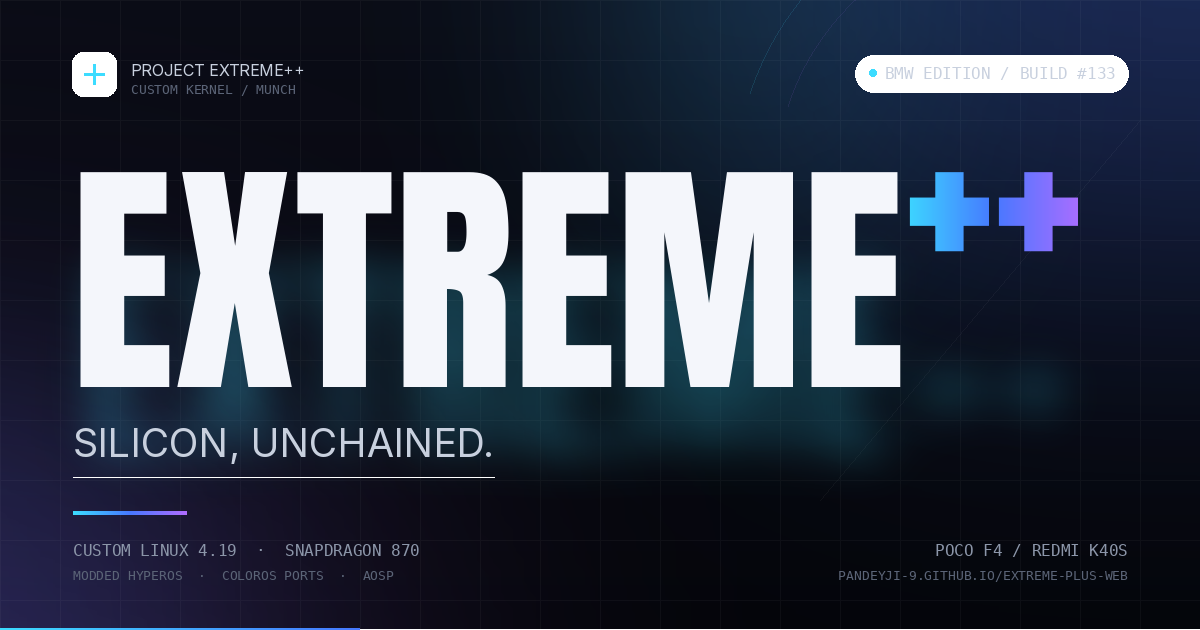 PROJECT EXTREME++
CUSTOM KERNEL / MUNCH
BMW EDITION / BUILD #133
EXTREME++
SILICON, UNCHAINED.
CUSTOM LINUX 4.19 · SNAPDRAGON 870
MODDED HYPEROS · COLOROS PORTS · AOSP
POCO F4 / REDMI K40S
PANDEYJI-9.GITHUB.IO/EXTREME-PLUS-WEB